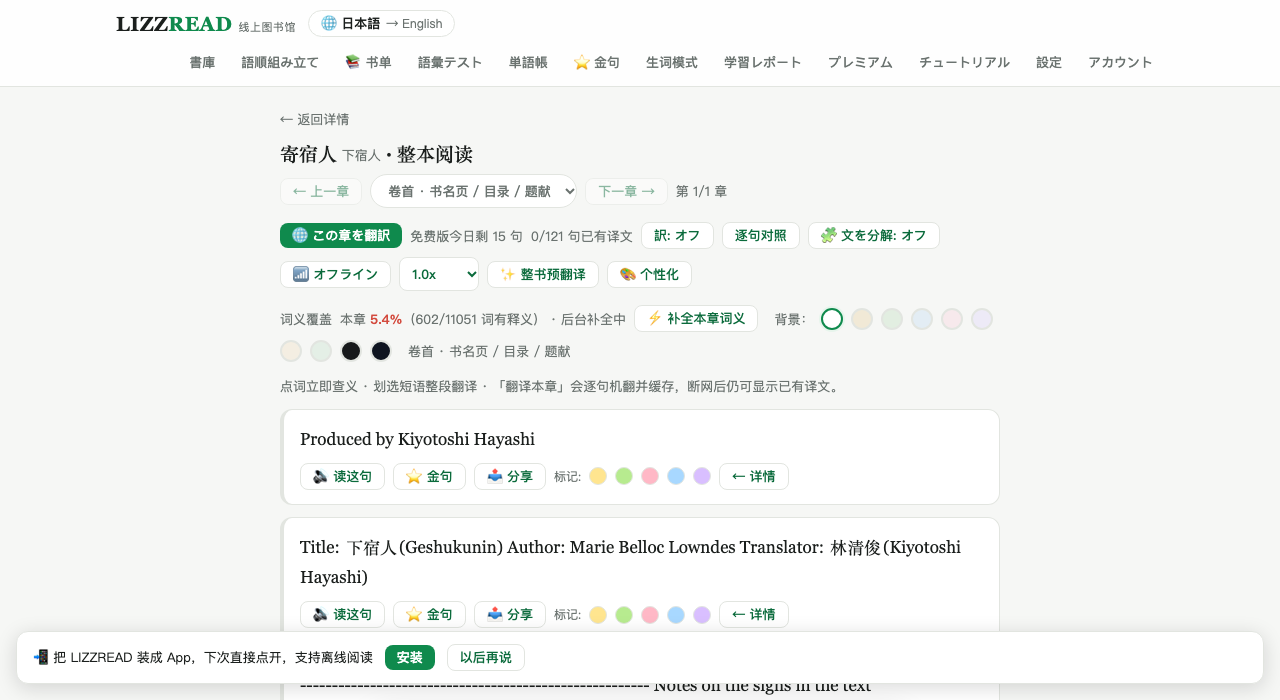 LIZZREAD 线上图书馆 🌐 日本語 → English
書庫 語順組み立て 📚 书单 語彙テスト 単語帳 ⭐ 金句 生词模式 学習レポート プレミアム チュートリアル 設定 アカウント
← 返回详情
寄宿人 下宿人 · 整本阅读
← 上一章 卷首 · 书名页 / 目录 / 题献 下一章 → 第 1/1 章
🌐 この章を翻訳 免费版今日剩 15 句 0/121 句已有译文 訳: オフ 逐句对照 🧩 文を分解: オフ
📶 オフライン 1.0x ✨ 整书预翻译 🎨 个性化
词义覆盖 本章 5.4% (602/11051 词有释义) · 后台补全中 ⚡ 补全本章词义 背景:
卷首 · 书名页 / 目录 / 题献
点词立即查义 · 划选短语整段翻译 · 「翻译本章」会逐句机翻并缓存，断网后仍可显示已有译文。
Produced by Kiyotoshi Hayashi
🔊 读这句 ⭐ 金句 📤 分享 标记: ← 详情
Title: 下宿人(Geshukunin) Author: Marie Belloc Lowndes Translator: 林清俊(Kiyotoshi
Hayashi)
🔊 读这句 ⭐ 金句 📤 分享 标记: ← 详情
📲 把 LIZZREAD 装成 App，下次直接点开，支持离线阅读 安装 以后再说
------------------------------------------------------- Notes on the signs in the text